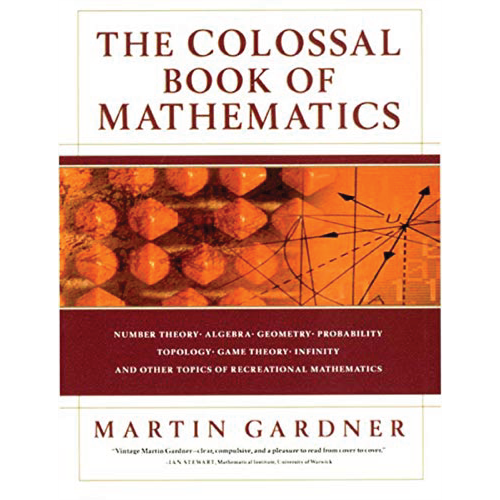 THE COLOSSAL
BOOK OF
MATHEMATICS
U
NUMBER THEORY· ALGEBRA· GEOMETRY· PROBABILITY
TOPOLOGY· GAME THEORY· INFINITY
AND OTHER TOPICS OF RECREATIONAL MATHEMATICS
MARTIN GARDNER
"Vintage Martin Gardner—clear, compulsive, and a pleasure to read from cover to cover."
—IAN STEWART, Mathematical Institute, University of Warwick